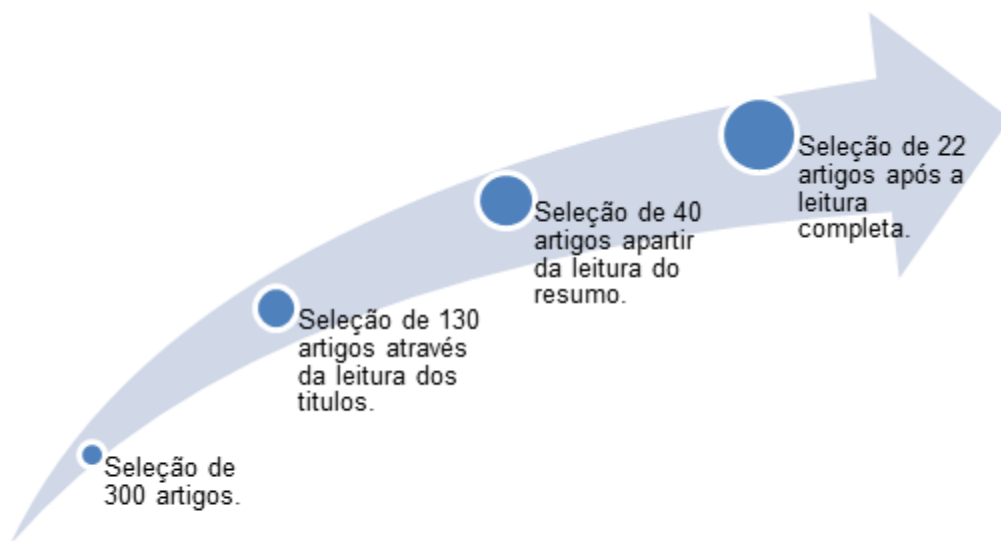 Seleção de
300 artigos.
Seleção de 130
artigos através
da leitura dos
titulos.
Seleção de 40
artigos apartir
da leitura do
resumo.
Seleção de 22
artigos após a
leitura
completa.